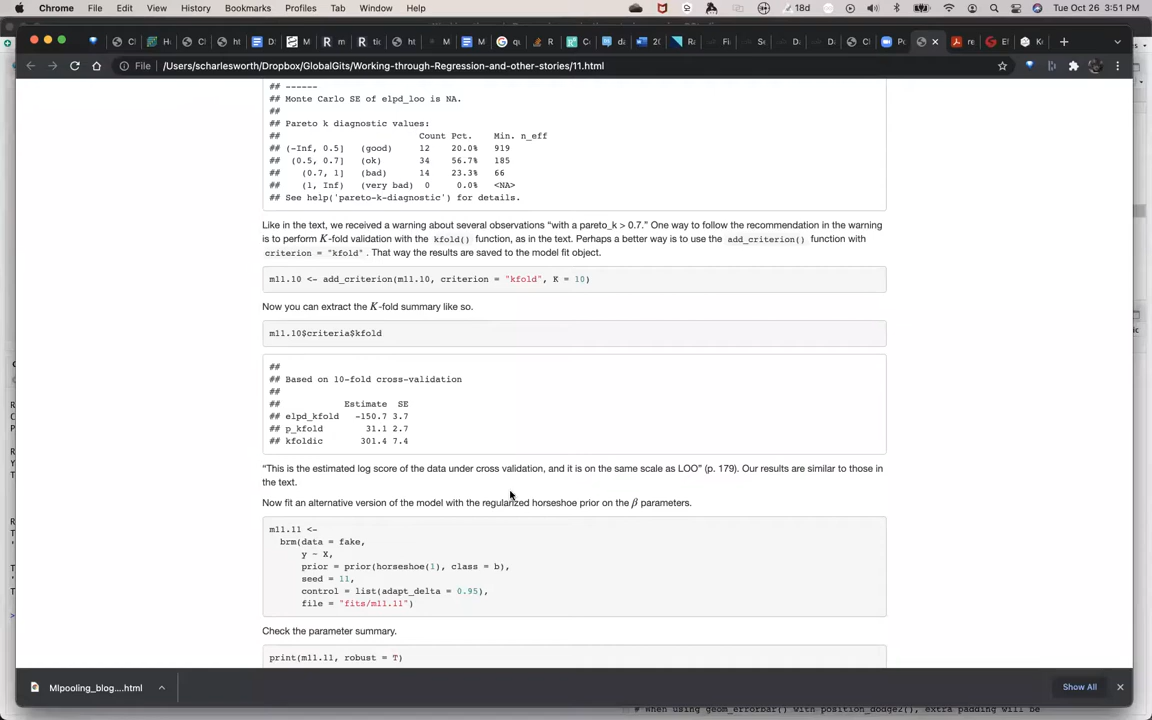 Chrome File Edit View History Bookmarks Profiles Tab Window Help 18d Tue Oct 26 3:51 PM
File /Users/scharlesworth/Dropbox/GlobalGits/Working-through-Regression-and-other-stories/11.html
## ------
## Monte Carlo SE of elpd_loo is NA.
##
## Pareto k diagnostic values:
## Count Pct. Min. n_eff
## (-Inf, 0.5] (good) 12 20.0% 919
## (0.5, 0.7] (ok) 34 56.7% 185
## (0.7, 1] (bad) 14 23.3% 66
## (1, Inf) (very bad) 0 0.0% <NA>
## See help('pareto-k-diagnostic') for details.
Like in the text, we received a warning about several observations “with a pareto_k > 0.7.” One way to follow the recommendation in the warning
is to perform K-fold validation with the kfold() function, as in the text. Perhaps a better way is to use the add_criterion() function with
criterion = "kfold" . That way the results are saved to the model fit object.
m11.10 <- add_criterion(m11.10, criterion = "kfold", K = 10)
Now you can extract the K-fold summary like so.
m11.10$criteria$kfold
##
## Based on 10-fold cross-validation
##
## Estimate SE
## elpd_kfold -150.7 3.7
## p_kfold 31.1 2.7
## kfoldic 301.4 7.4
“This is the estimated log score of the data under cross validation, and it is on the same scale as LOO” (p. 179). Our results are similar to those in
the text.
Now fit an alternative version of the model with the regularized horseshoe prior on the β parameters.
m11.11 <-
brm(data = fake,
y ~ X,
prior = prior(horseshoe(1), class = b),
seed = 11,
control = list(adapt_delta = 0.95),
file = "fits/m11.11")
Check the parameter summary.
print(m11.11, robust = T)
MIpooling_blog....html
Show All
# When using geom_errorbar() with position_dodge2(), extra padding will be